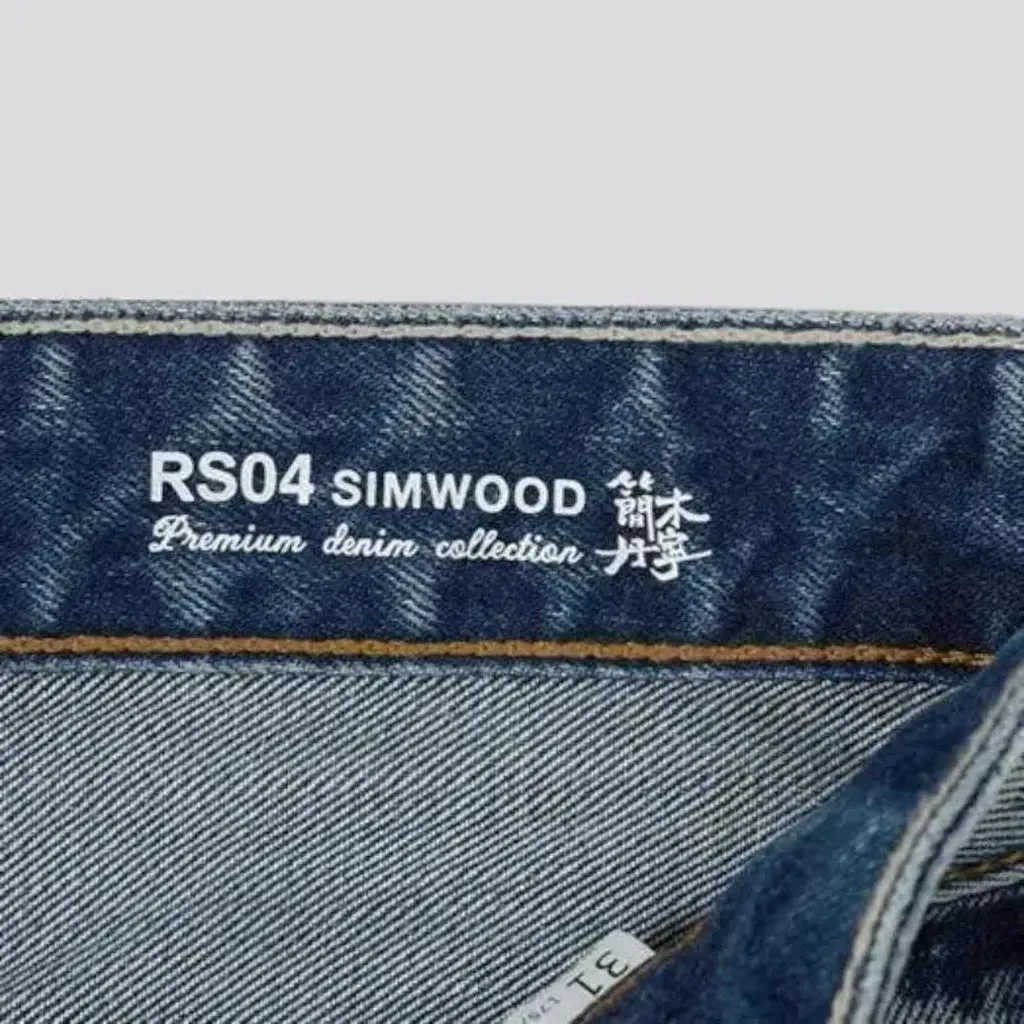 RS04 SIMWOOD
Premium denim collection
簡木
丹寧
31